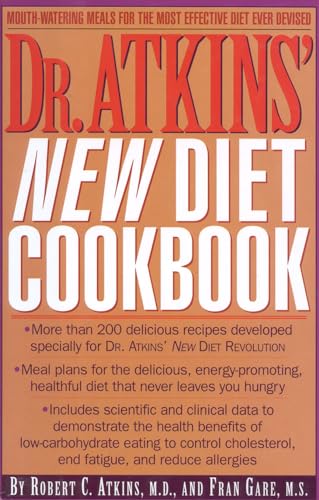 MOUTH-WATERING MEALS FOR THE MOST EFFECTIVE DIET EVER DEVISED
DR. ATKINS'
NEW DIET
COOKBOOK
•More than 200 delicious recipes developed
specially for DR. ATKINS' NEW DIET REVOLUTION
•Meal plans for the delicious, energy-promoting,
healthful diet that never leaves you hungry
•Includes scientific and clinical data to
demonstrate the health benefits of
low-carbohydrate eating to control cholesterol,
end fatigue, and reduce allergies
BY ROBERT C. ATKINS, M.D., AND FRAN GARE, M.S.